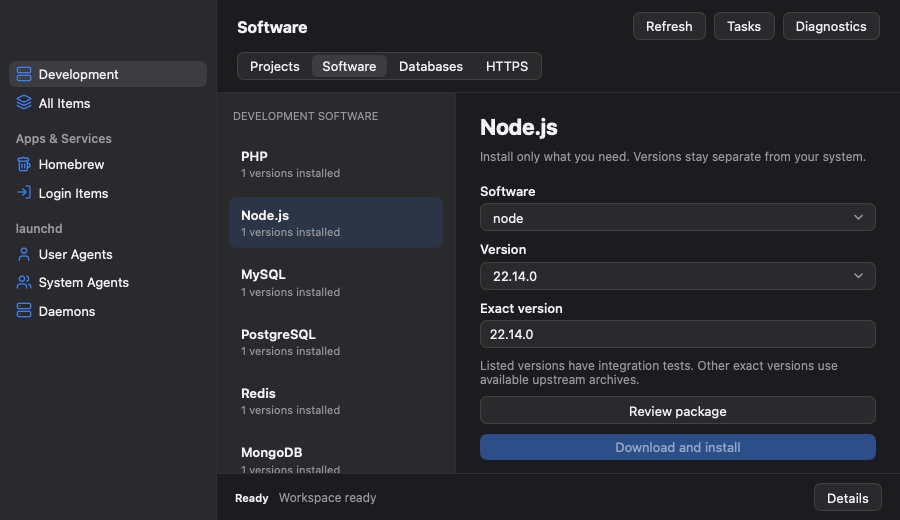 Software
Refresh
Tasks
Diagnostics
Projects
Software
Databases
HTTPS
Development
All Items
Apps & Services
Homebrew
Login Items
launchd
User Agents
System Agents
Daemons
DEVELOPMENT SOFTWARE
PHP
1 versions installed
Node.js
1 versions installed
MySQL
1 versions installed
PostgreSQL
1 versions installed
Redis
1 versions installed
MongoDB
1 versions installed
Node.js
Install only what you need. Versions stay separate from your system.
Software
node
Version
22.14.0
Exact version
22.14.0
Listed versions have integration tests. Other exact versions use
available upstream archives.
Review package
Download and install
Ready
Workspace ready
Details